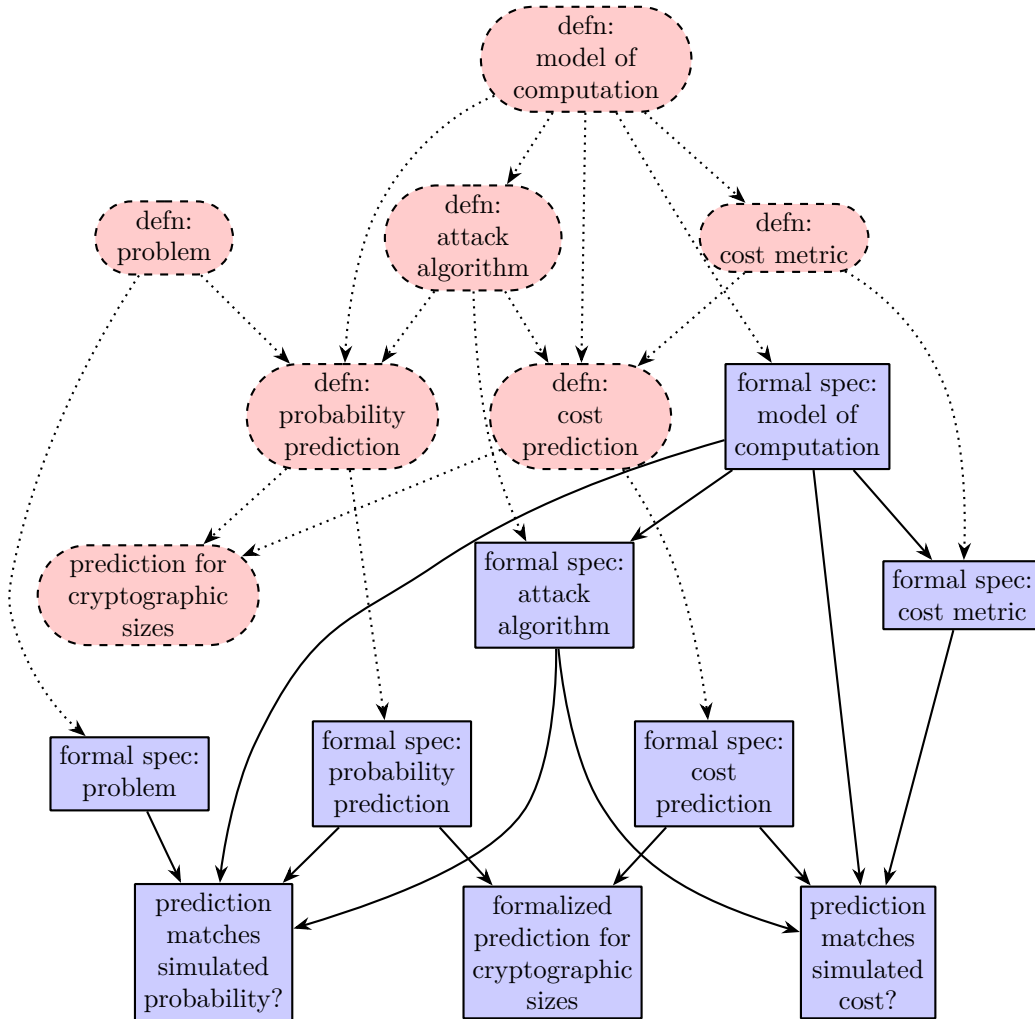 defn:
model of
computation
defn:
problem
defn:
attack
algorithm
defn:
cost metric
defn:
probability
prediction
defn:
cost
prediction
formal spec:
model of
computation
prediction for
cryptographic
sizes
formal spec:
attack
algorithm
formal spec:
cost metric
formal spec:
problem
formal spec:
probability
prediction
formal spec:
cost
prediction
prediction
matches
simulated
probability?
formalized
prediction for
cryptographic
sizes
prediction
matches
simulated
cost?